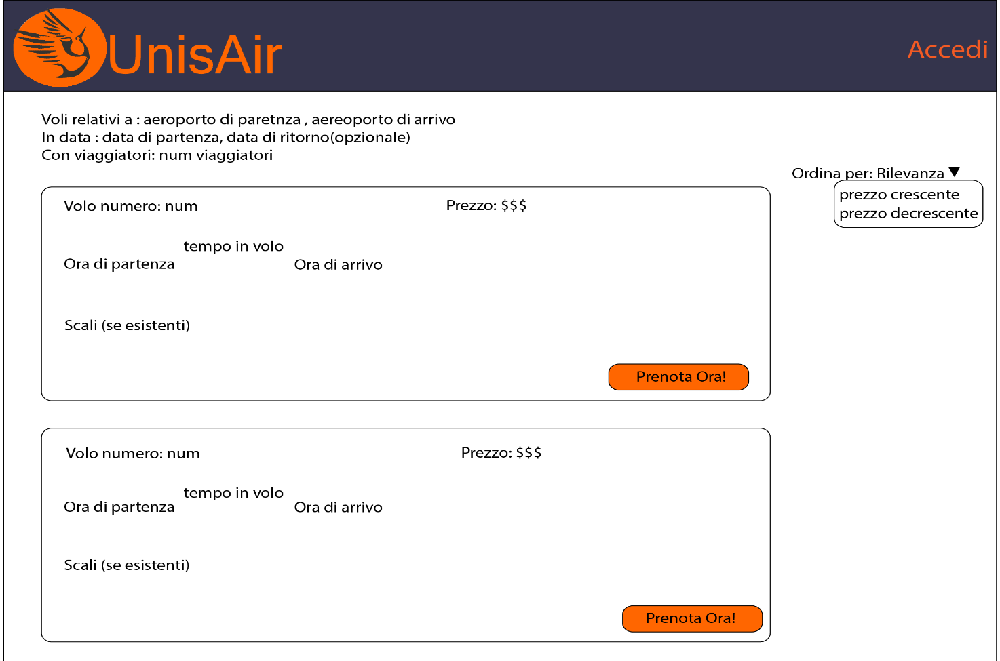 UnisAir
Accedi
Voli relativi a : aeroporto di paretnza , aereoporto di arrivo
In data : data di partenza, data di ritorno(opzionale)
Con viaggiatori: num viaggiatori
Ordina per: Rilevanza ▼
prezzo crescente
prezzo decrescente
Volo numero: num
Prezzo: $$$
tempo in volo
Ora di partenza
Ora di arrivo
Scali (se esistenti)
Prenota Ora!
Volo numero: num
Prezzo: $$$
tempo in volo
Ora di partenza
Ora di arrivo
Scali (se esistenti)
Prenota Ora!